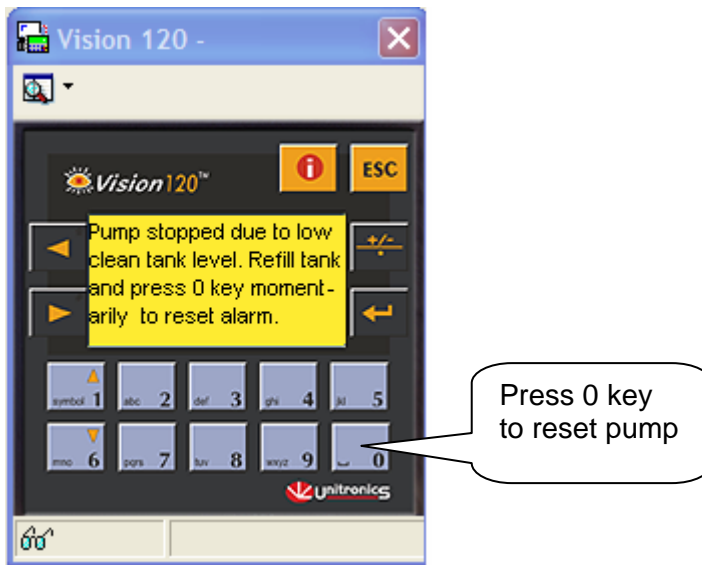 Vision 120 -
i ESC
Vision120™
Pump stopped due to low
clean tank level. Refill tank
and press 0 key moment-
arily to reset alarm.
+/-
symbol 1 abc 2 def 3 ghi 4 jkl 5
mno 6 pqrs 7 tuv 8 wxyz 9 0
unitronics
Press 0 key
to reset pump